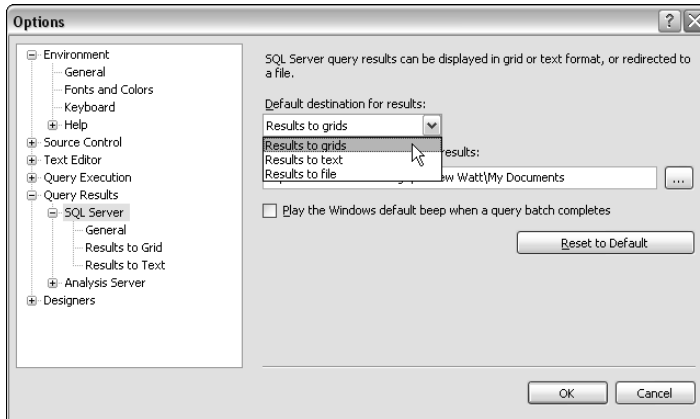 Options
Environment
General
Fonts and Colors
Keyboard
Help
Source Control
Text Editor
Query Execution
Query Results
SQL Server
General
Results to Grid
Results to Text
Analysis Server
Designers
SQL Server query results can be displayed in grid or text format, or redirected to
a file.
Default destination for results:
Results to grids
Results to grids
Results to text
Results to file
results:
Watt\My Documents
...
Play the Windows default beep when a query batch completes
Reset to Default
OK
Cancel